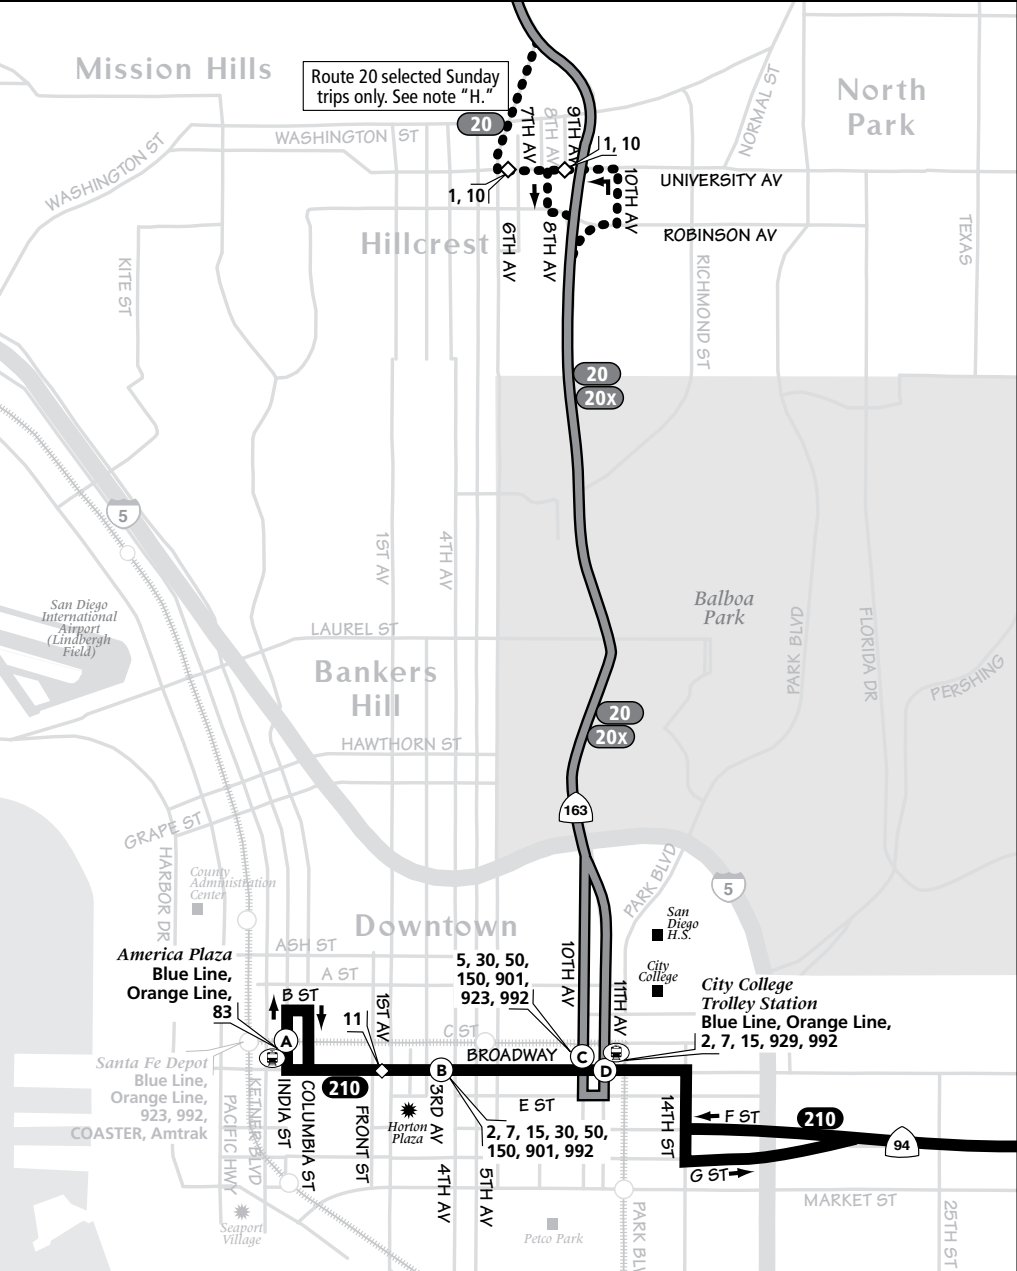 Mission Hills
Route 20 selected Sunday
trips only. See note “H.”
20
North
Park
NORMAL ST
WASHINGTON ST
WASHINGTON ST
7TH AV
8TH AV
9TH AV
1, 10
1, 10
10TH AV
UNIVERSITY AV
ROBINSON AV
Hillcrest
6TH AV
8TH AV
TEXAS
KITE ST
RICHMOND ST
20
20x
5
1ST AV
4TH AV
San Diego
International
Airport
(Lindbergh
Field)
Balboa
Park
PARK BLVD
FLORIDA DR
PERSHING
LAUREL ST
Bankers
Hill
20
20x
HAWTHORN ST
163
GRAPE ST
HARBOR DR
County
Administration
Center
PARK BLVD
5
San
Diego
H.S.
Downtown
ASH ST
A ST
America Plaza
Blue Line,
Orange Line,
83
B ST
1ST AV
11
C ST
5, 30, 50,
150, 901,
923, 992
10TH AV
11TH AV
City
College
City College
Trolley Station
Blue Line, Orange Line,
2, 7, 15, 929, 992
A
B
C
D
BROADWAY
Santa Fe Depot
Blue Line,
Orange Line,
923, 992,
COASTER, Amtrak
PACIFIC HWY
KETTNER BLVD
INDIA ST
COLUMBIA ST
210
FRONT ST
Horton
Plaza
3RD AV
E ST
2, 7, 15, 30, 50,
150, 901, 992
4TH AV
5TH AV
14TH ST
F ST
210
94
G ST
MARKET ST
25TH ST
PARK BLV
Seaport
Village
Petco Park